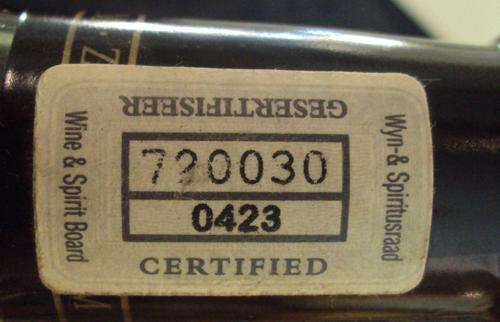 GESERTIFISEER
Wine & Spirit Board
Wyn-& Spiritusraad
720030
0423
CERTIFIED